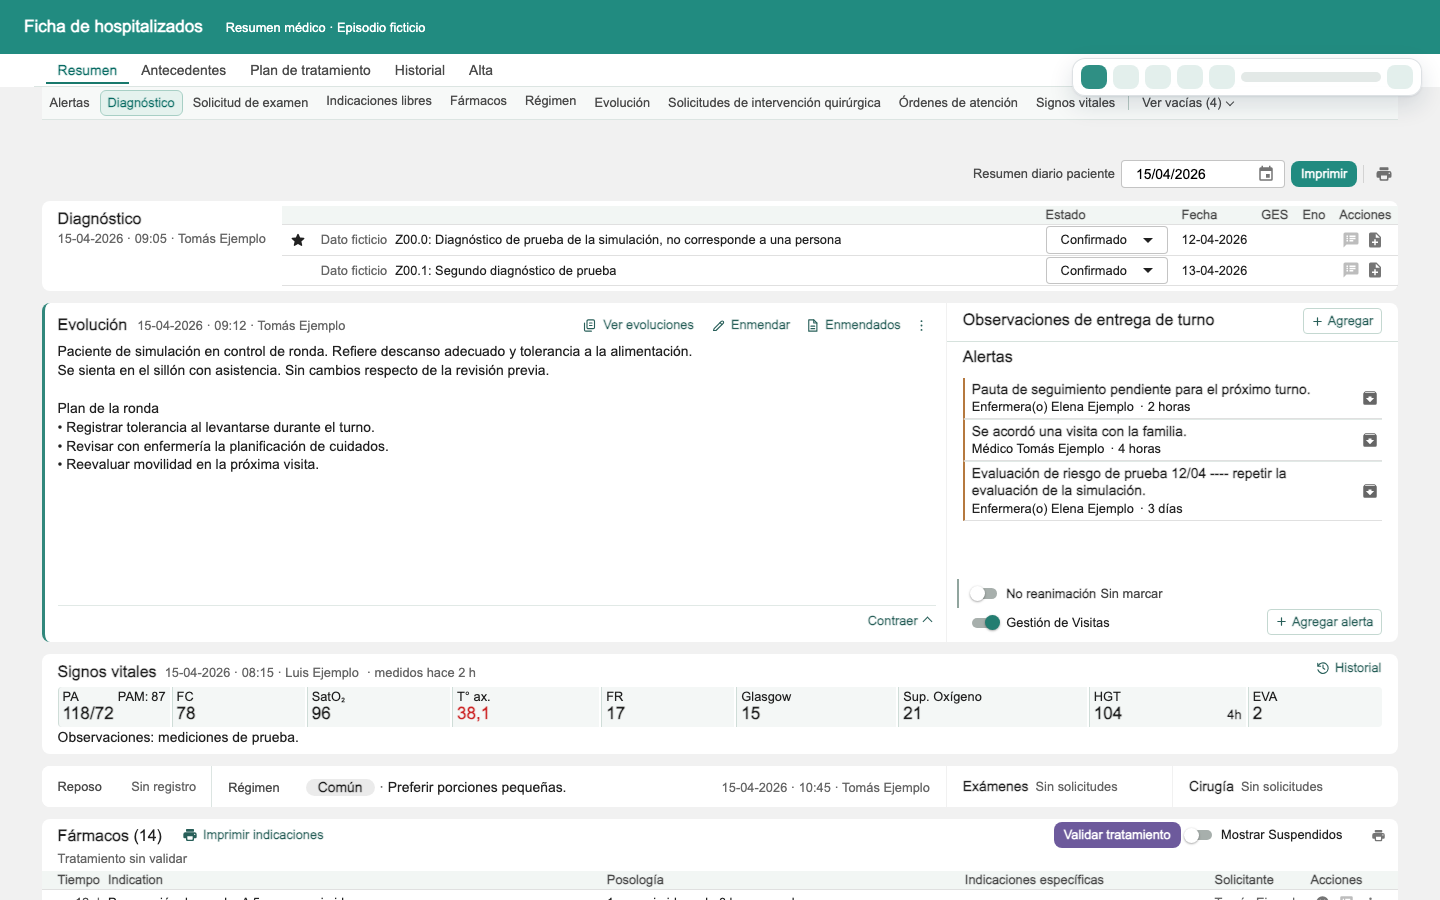 Ficha de hospitalizados
Resumen médico · Episodio ficticio
Resumen
Antecedentes
Plan de tratamiento
Historial
Alta
Alertas
Diagnóstico
Solicitud de examen
Indicaciones libres
Fármacos
Régimen
Evolución
Solicitudes de intervención quirúrgica
Órdenes de atención
Signos vitales
Ver vacías (4)
Resumen diario paciente
15/04/2026
Imprimir
Diagnóstico
15-04-2026 · 09:05 · Tomás Ejemplo
Estado
Fecha
GES
Eno
Acciones
Dato ficticio Z00.0: Diagnóstico de prueba de la simulación, no corresponde a una persona
Confirmado
12-04-2026
Dato ficticio Z00.1: Segundo diagnóstico de prueba
Confirmado
13-04-2026
Evolución 15-04-2026 · 09:12 · Tomás Ejemplo
Ver evoluciones
Enmendar
Enmendados
Paciente de simulación en control de ronda. Refiere descanso adecuado y tolerancia a la alimentación.
Se sienta en el sillón con asistencia. Sin cambios respecto de la revisión previa.
Plan de la ronda
• Registrar tolerancia al levantarse durante el turno.
• Revisar con enfermería la planificación de cuidados.
• Reevaluar movilidad en la próxima visita.
Contraer
Observaciones de entrega de turno
+ Agregar
Alertas
Pauta de seguimiento pendiente para el próximo turno.
Enfermera(o) Elena Ejemplo · 2 horas
Se acordó una visita con la familia.
Médico Tomás Ejemplo · 4 horas
Evaluación de riesgo de prueba 12/04 ---- repetir la
evaluación de la simulación.
Enfermera(o) Elena Ejemplo · 3 días
No reanimación Sin marcar
Gestión de Visitas
+ Agregar alerta
Signos vitales 15-04-2026 · 08:15 · Luis Ejemplo · medidos hace 2 h
Historial
PA PAM: 87
118/72
FC
78
SatO₂
96
T° ax.
38,1
FR
17
Glasgow
15
Sup. Oxígeno
21
HGT
104 4h
EVA
2
Observaciones: mediciones de prueba.
Reposo Sin registro
Régimen Común · Preferir porciones pequeñas.
15-04-2026 · 10:45 · Tomás Ejemplo
Exámenes Sin solicitudes
Cirugía Sin solicitudes
Fármacos (14)
Imprimir indicaciones
Validar tratamiento
Mostrar Suspendidos
Tratamiento sin validar
Tiempo
Indication
Posología
Indicaciones específicas
Solicitante
Acciones